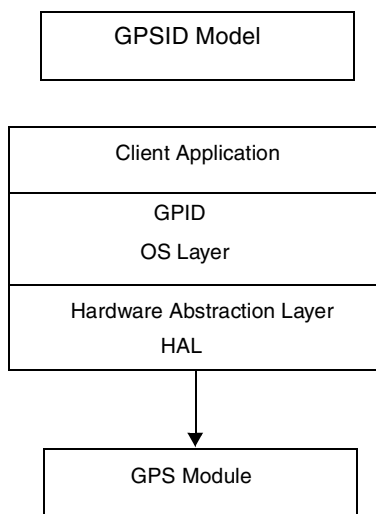 GPSID Model
Client Application
GPID
OS Layer
Hardware Abstraction Layer
HAL
GPS Module